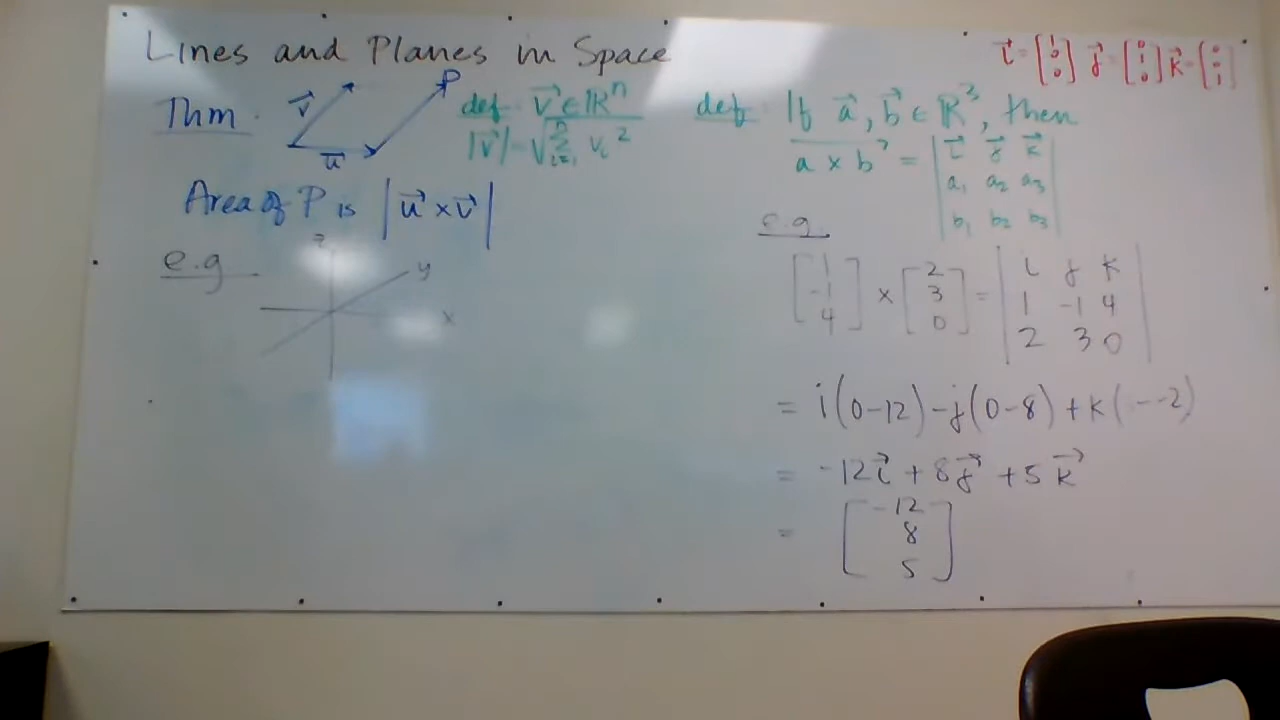 Lines and Planes in Space
i⃗ = [1 0 0] j⃗ = [0 1 0] k⃗ = [0 0 1]
Thm.
v⃗
u⃗
P
def. v⃗ ∈ ℝⁿ
|v⃗| = √∑ᵢ₌₁ⁿ vᵢ²
Area of P is |u⃗ × v⃗|
e.g
z
y
x
def. If a⃗, b⃗ ∈ ℝ³, then
a × b = | i⃗ j⃗ k⃗
a₁ a₂ a₃
b₁ b₂ b₃ |
e.g.
[1 -1 4] × [2 3 0] = | i j k
1 -1 4
2 3 0 |
= i(0-12) - j(0-8) + k( --2)
= -12i⃗ + 8j⃗ + 5k⃗
= [-12
8
5]